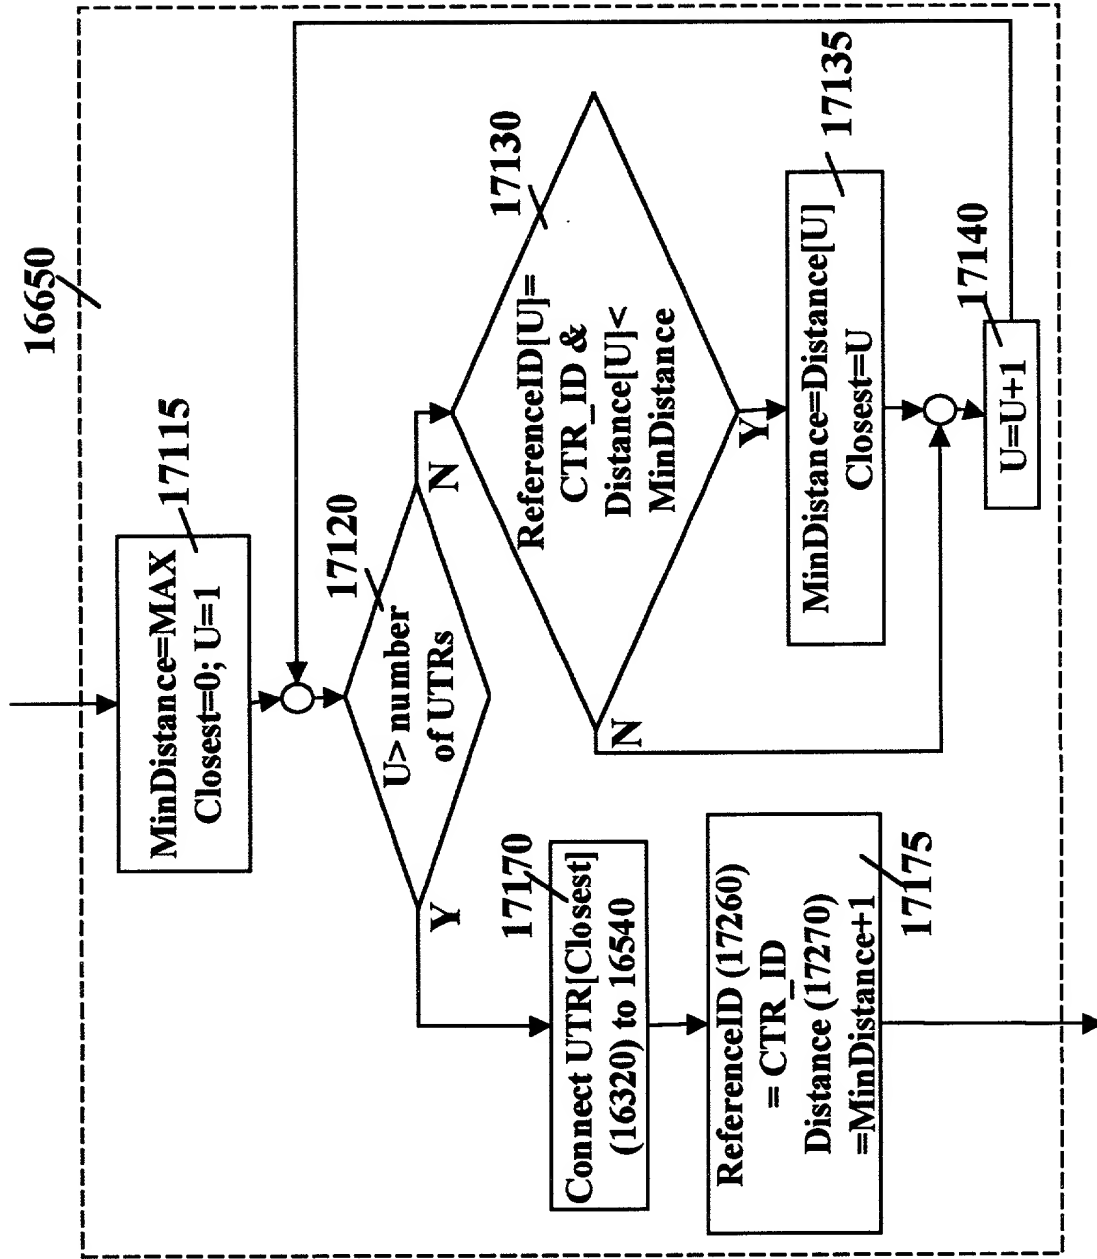 16650
17115
MinDistance=MAX
Closest=0; U=1
17120
U> number
of UTRs
N
Y
17130
ReferenceID[U]=
CTR_ID &
Distance[U]<
MinDistance
Y
N
17135
MinDistance=Distance[U]
Closest=U
17140
U=U+1
17170
Connect UTR[Closest]
(16320) to 16540
ReferenceID (17260)
= CTR_ID
Distance (17270)
=MinDistance+1
17175